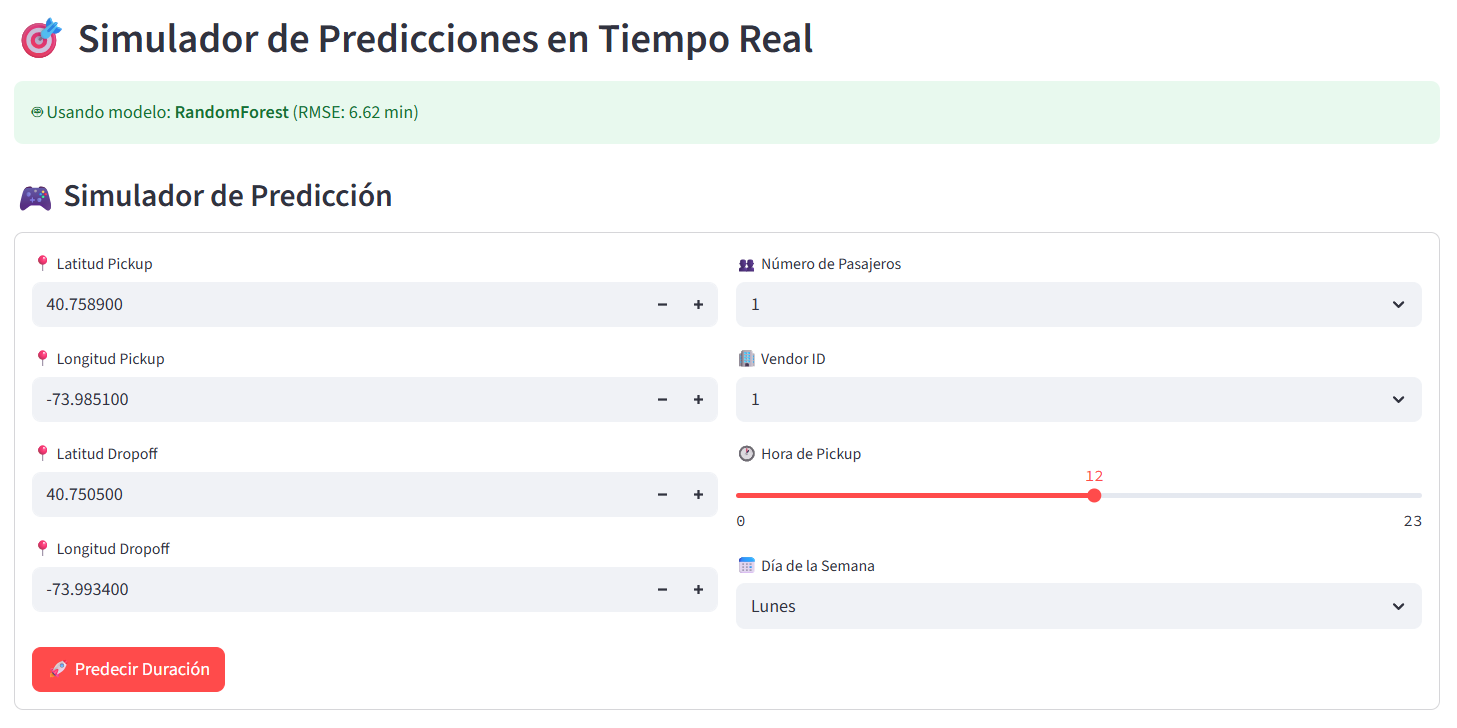 Simulador de Predicciones en Tiempo Real
Usando modelo: RandomForest (RMSE: 6.62 min)
Simulador de Predicción
Latitud Pickup
40.758900
Longitud Pickup
-73.985100
Latitud Dropoff
40.750500
Longitud Dropoff
-73.993400
Número de Pasajeros
1
Vendor ID
1
Hora de Pickup
12
0 23
Día de la Semana
Lunes
Predecir Duración